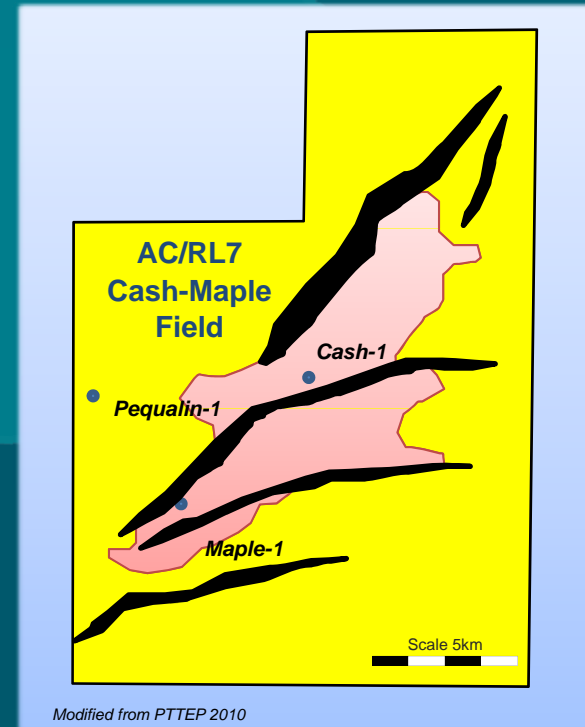 AC/RL7
Cash-Maple
Field
Cash-1
Pequalin-1
Maple-1
Scale 5km
Modified from PTTEP 2010